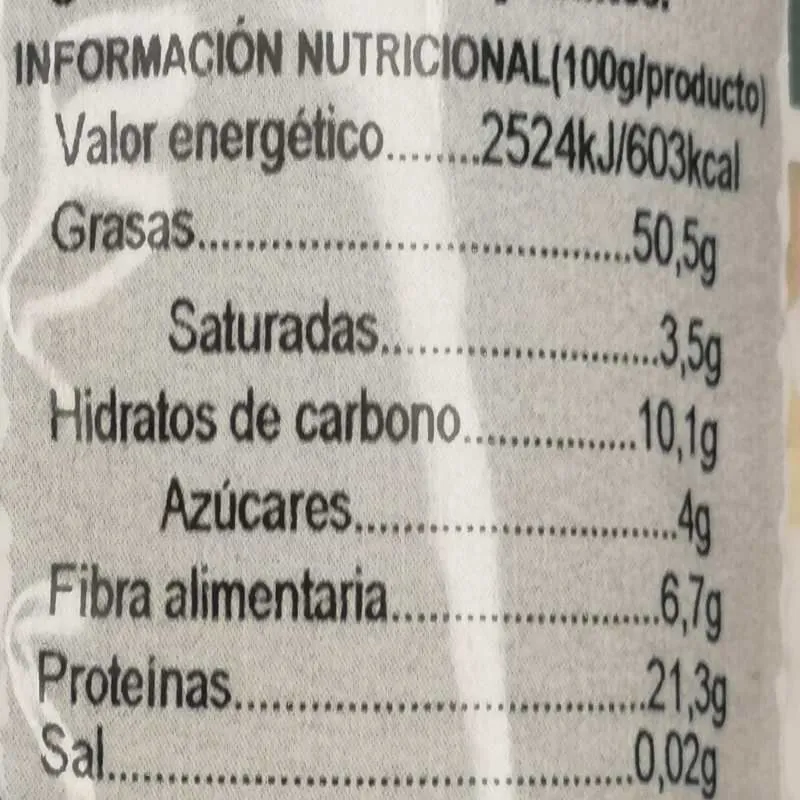 INFORMACIÓN NUTRICIONAL(100g/producto)
Valor energético........2524kJ/603kcal
Grasas..............................50,5g
Saturadas....................3,5g
Hidratos de carbono.............10,1g
Azúcares.......................4g
Fibra alimentaria...................6,7g
Proteínas.............................21,3g
Sal......................................0,02g